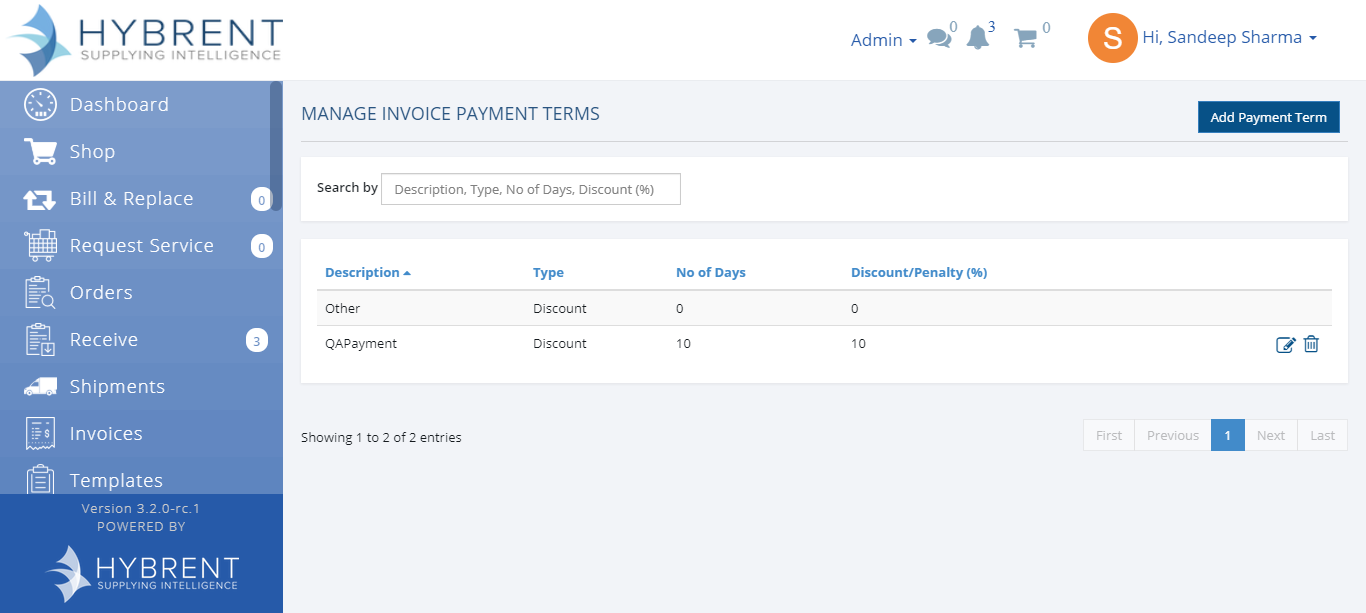 HYBRENT
SUPPLYING INTELLIGENCE
Admin
0
3
0
S
Hi, Sandeep Sharma
Dashboard
Shop
Bill & Replace 0
Request Service 0
Orders
Receive 3
Shipments
Invoices
Templates
Version 3.2.0-rc.1
POWERED BY
HYBRENT
SUPPLYING INTELLIGENCE
MANAGE INVOICE PAYMENT TERMS
Add Payment Term
Search by Description, Type, No of Days, Discount (%)
Description Type No of Days Discount/Penalty (%)
Other Discount 0 0
QAPayment Discount 10 10
Showing 1 to 2 of 2 entries
First Previous 1 Next Last